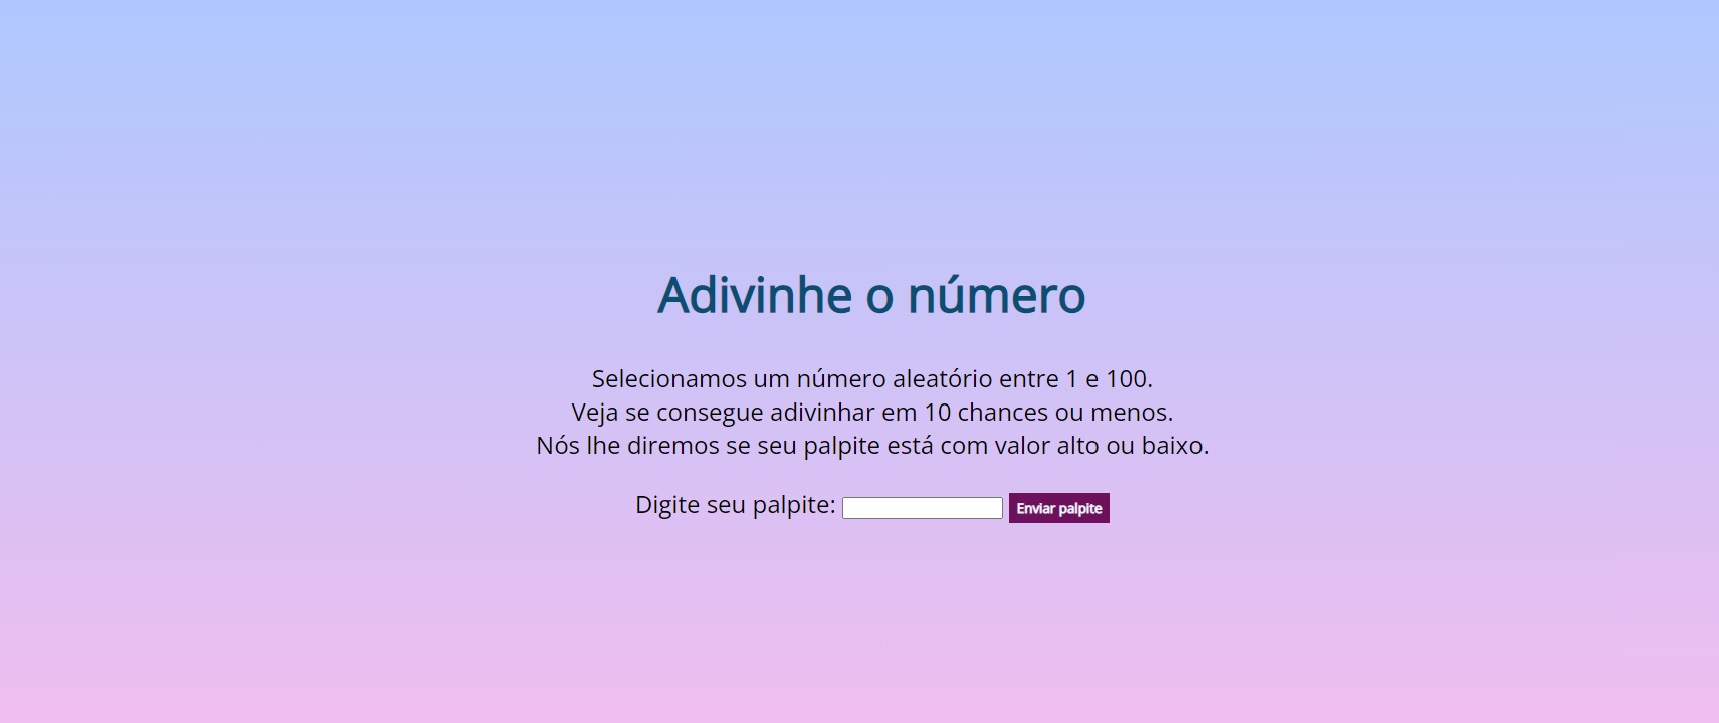 Adivinhe o número
Selecionamos um número aleatório entre 1 e 100.
Veja se consegue adivinhar em 10 chances ou menos.
Nós lhe diremos se seu palpite está com valor alto ou baixo.
Digite seu palpite: Enviar palpite